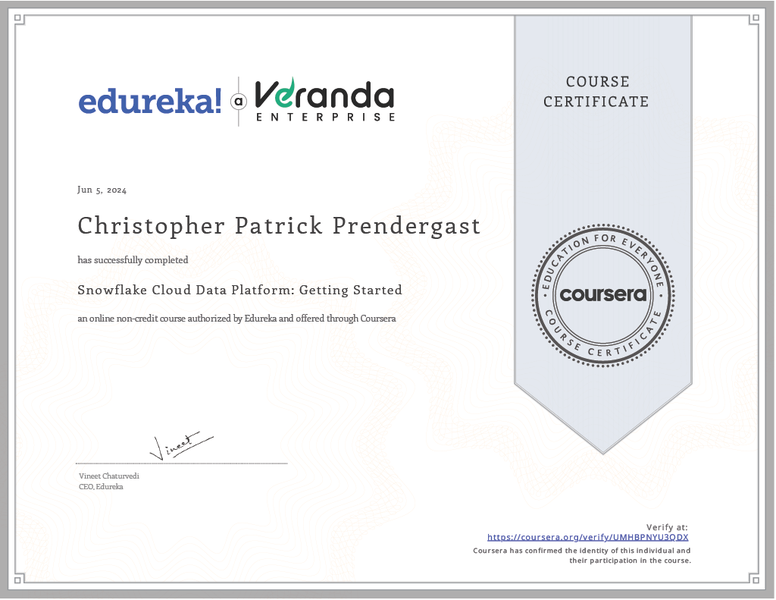 edureka! a Veranda
ENTERPRISE
COURSE
CERTIFICATE
Jun 5, 2024
Christopher Patrick Prendergast
has successfully completed
Snowflake Cloud Data Platform: Getting Started
an online non-credit course authorized by Edureka and offered through Coursera
EDUCATION FOR EVERYONE
coursera
COURSE CERTIFICATE
Vineet
Vineet Chaturvedi
CEO, Edureka
Verify at:
https://coursera.org/verify/UMHBPNYU3QDX
Coursera has confirmed the identity of this individual and
their participation in the course.